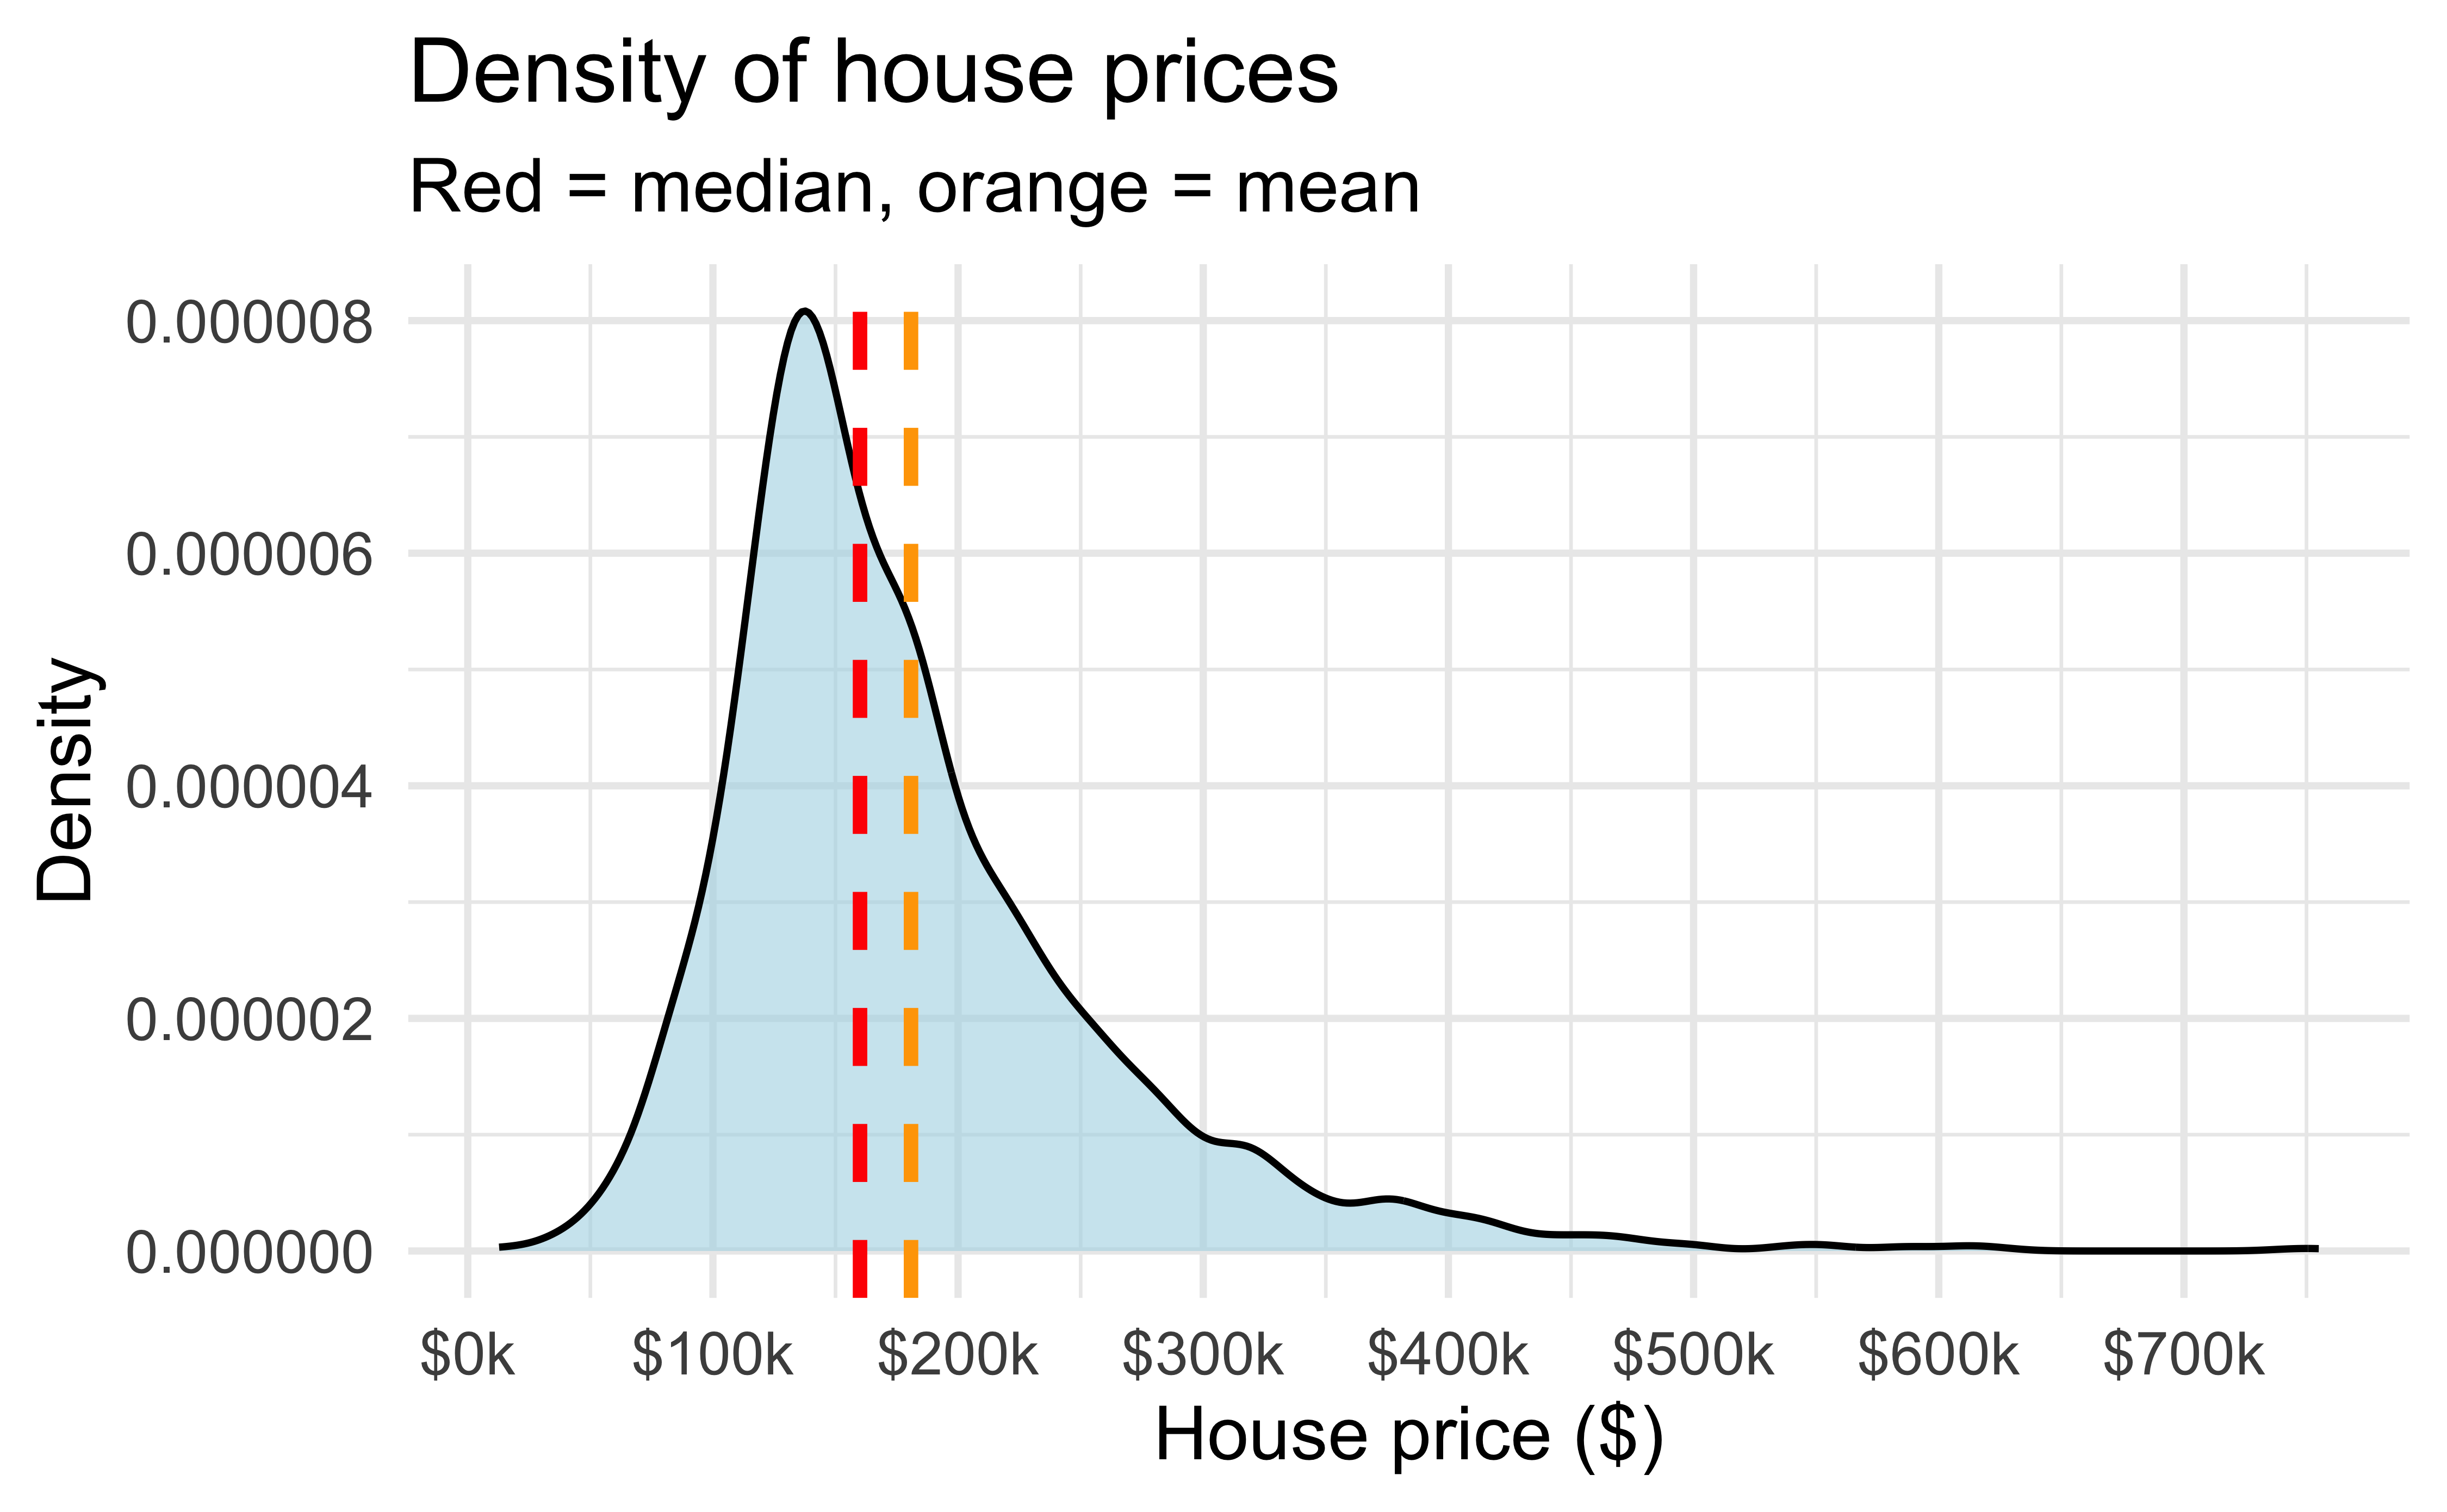 Density of house prices
Red = median, orange = mean
Density
0.000008
0.000006
0.000004
0.000002
0.000000
$0k $100k $200k $300k $400k $500k $600k $700k
House price ($)